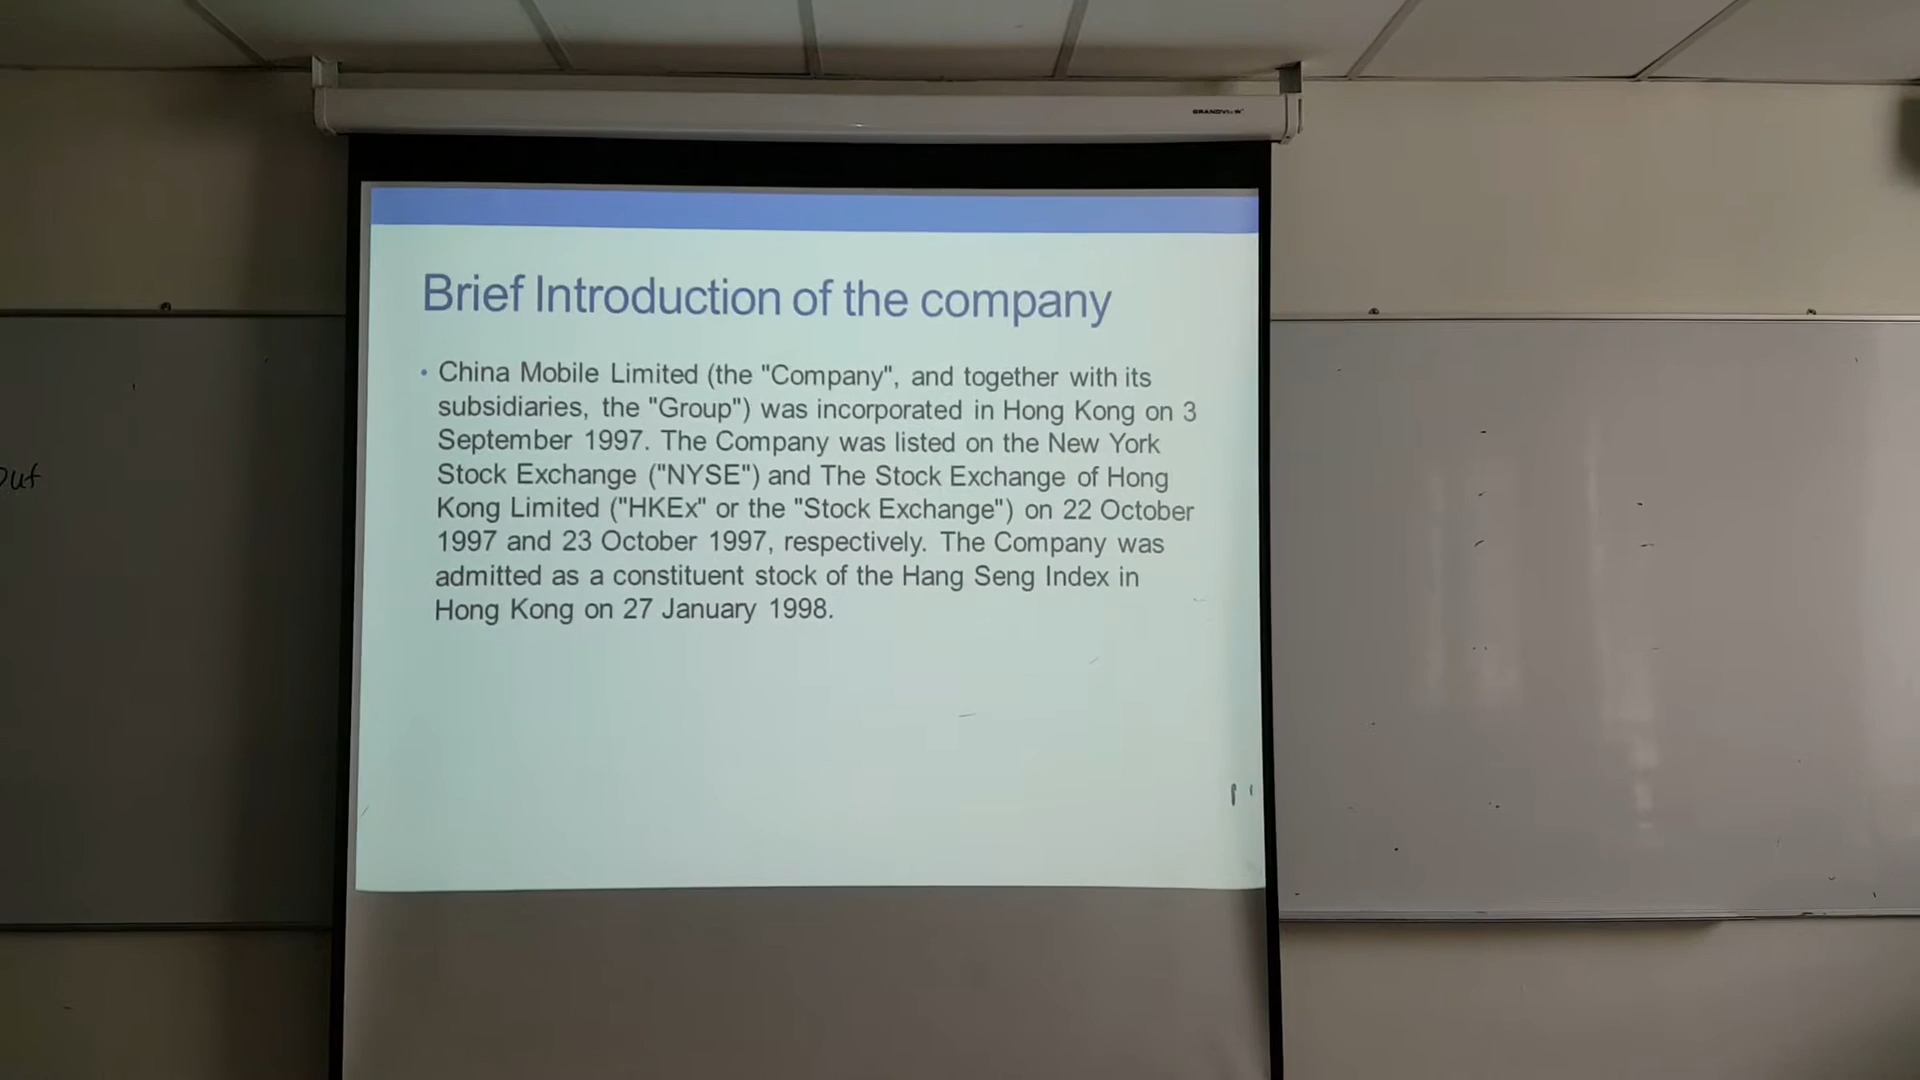 GRANDVIEW
Brief Introduction of the company
• China Mobile Limited (the "Company", and together with its
subsidiaries, the "Group") was incorporated in Hong Kong on 3
September 1997. The Company was listed on the New York
Stock Exchange ("NYSE") and The Stock Exchange of Hong
Kong Limited ("HKEx" or the "Stock Exchange") on 22 October
1997 and 23 October 1997, respectively. The Company was
admitted as a constituent stock of the Hang Seng Index in
Hong Kong on 27 January 1998.
out